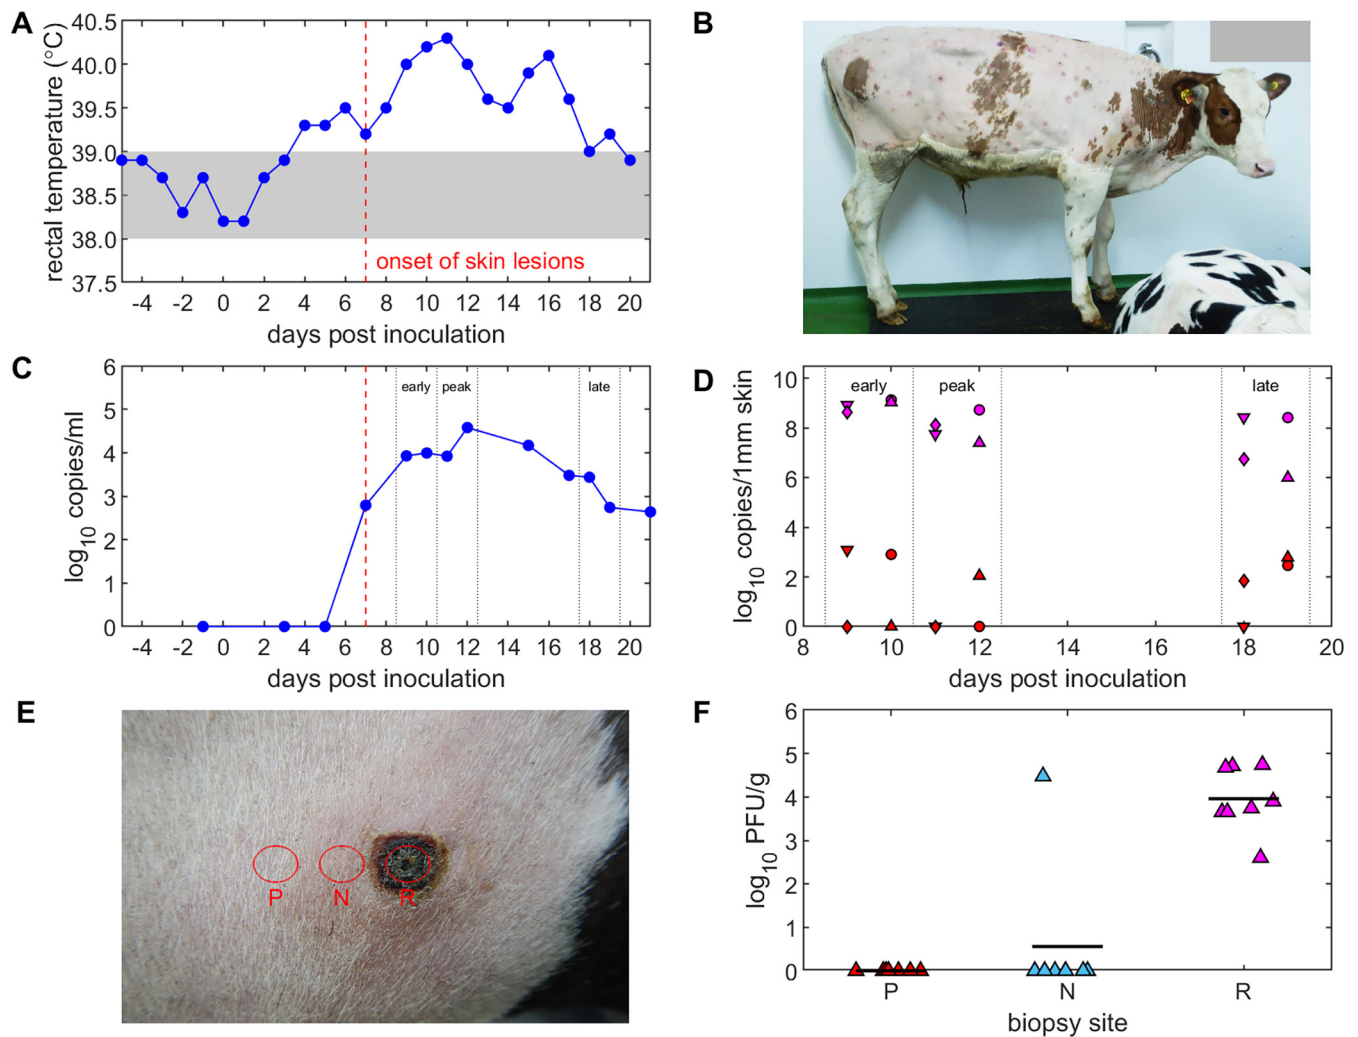 A
rectal temperature (°C)
40.5
40.0
39.5
39.0
38.5
38.0
37.5
onset of skin lesions
-4 -2 0 2 4 6 8 10 12 14 16 18 20
days post inoculation
B
C
log10 copies/ml
6
5
4
3
2
1
0
early peak late
-4 -2 0 2 4 6 8 10 12 14 16 18 20
days post inoculation
D
log10 copies/1mm skin
10
8
6
4
2
0
early peak late
8 10 12 14 16 18 20
days post inoculation
E
P N R
F
log10 PFU/g
6
5
4
3
2
1
0
P N R
biopsy site